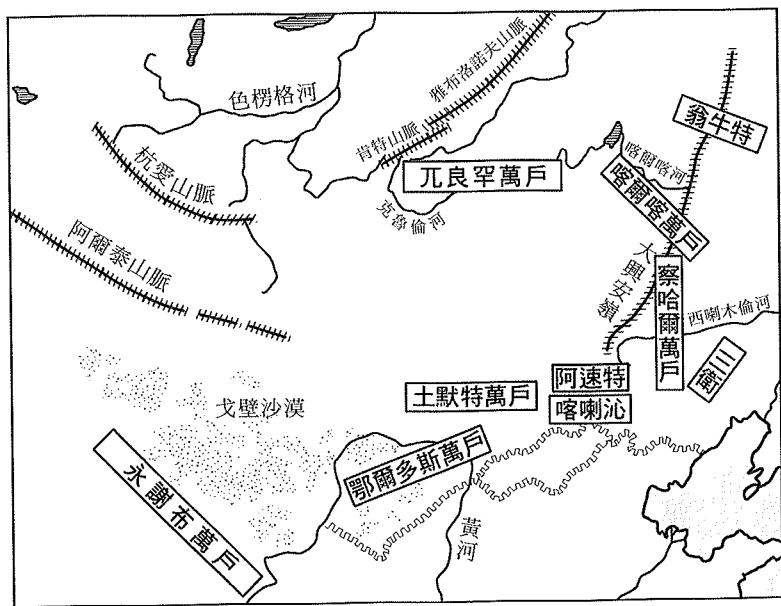 色楞格河
雅布洛諾夫山脈
肯特山脈
翁牛特
杭愛山脈
兀良罕萬戶
喀爾喀河
喀爾喀萬戶
克魯倫河
阿爾泰山脈
大興安嶺
察哈爾萬戶
西喇木倫河
三衛
阿速特
土默特萬戶
喀喇沁
戈壁沙漠
鄂爾多斯萬戶
永謝布萬戶
黃河